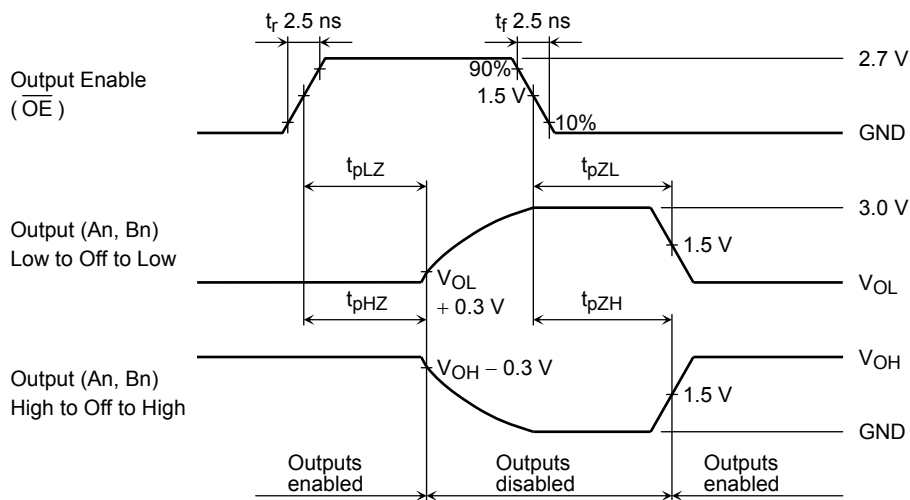 tr 2.5 ns
tf 2.5 ns
Output Enable
(OE)
90%
1.5 V
10%
2.7 V
GND
tpLZ
tpZL
Output (An, Bn)
Low to Off to Low
VOL
+ 0.3 V
1.5 V
3.0 V
VOL
tpHZ
tpZH
Output (An, Bn)
High to Off to High
VOH − 0.3 V
1.5 V
VOH
GND
Outputs
enabled
Outputs
disabled
Outputs
enabled